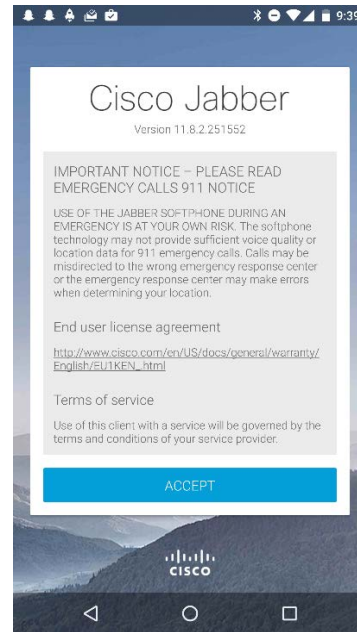 9:39
Cisco Jabber
Version 11.8.2.251552
IMPORTANT NOTICE – PLEASE READ
EMERGENCY CALLS 911 NOTICE
USE OF THE JABBER SOFTPHONE DURING AN
EMERGENCY IS AT YOUR OWN RISK. The softphone
technology may not provide sufficient voice quality or
location data for 911 emergency calls. Calls may be
misdirected to the wrong emergency response center
or the emergency response center may make errors
when determining your location.
End user license agreement
http://www.cisco.com/en/US/docs/general/warranty/
English/EU1KEN_.html
Terms of service
Use of this client with a service will be governed by the
terms and conditions of your service provider.
ACCEPT
CISCO